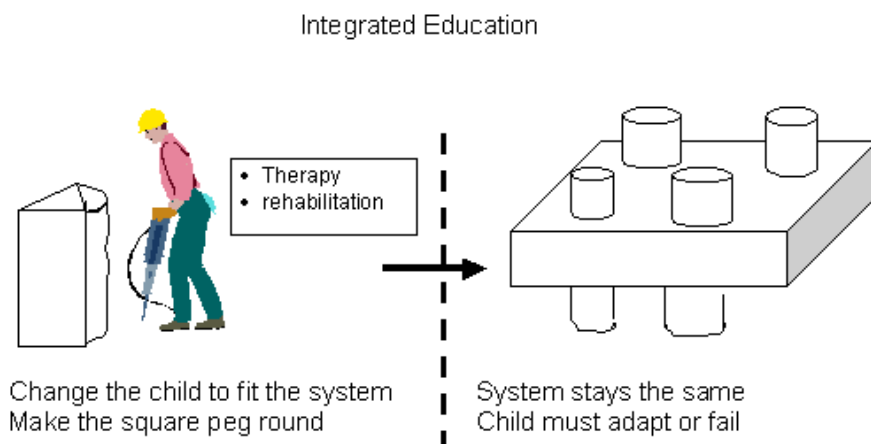 Integrated Education
• Therapy
• rehabilitation
Change the child to fit the system
Make the square peg round
System stays the same
Child must adapt or fail